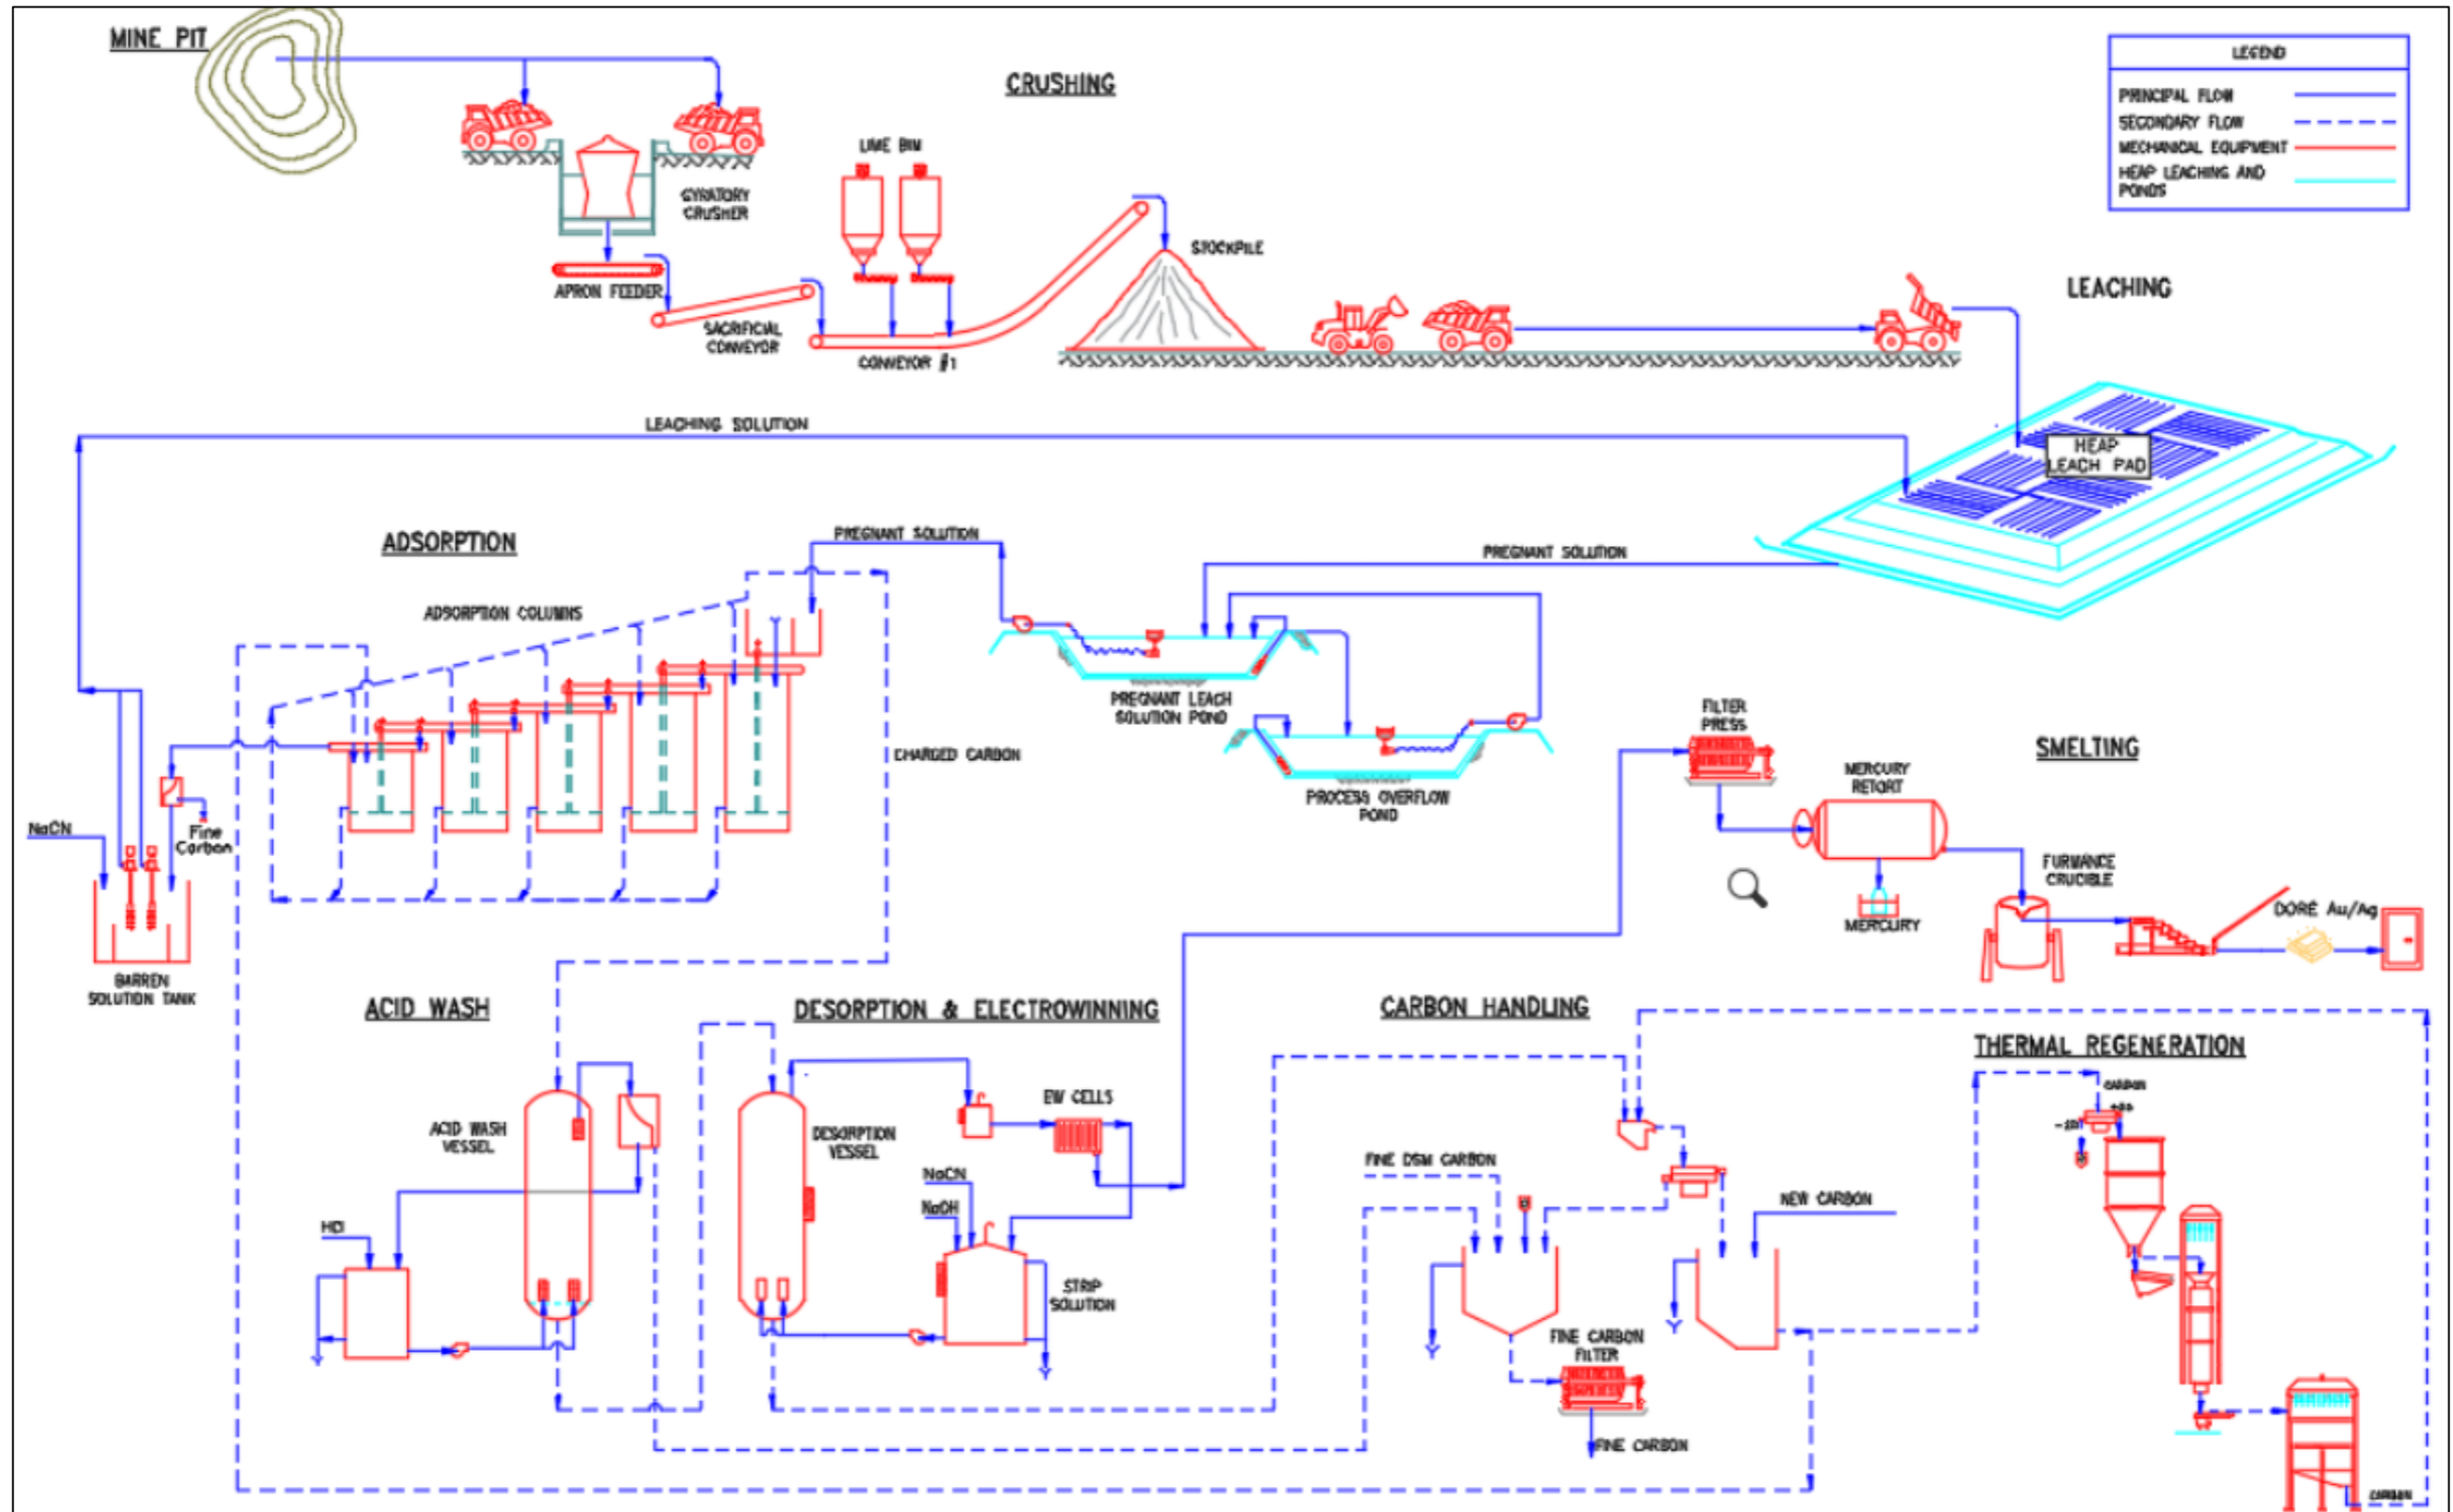 MINE PIT
CRUSHING
LEGEND
PRINCIPAL FLOW
SECONDARY FLOW
MECHANICAL EQUIPMENT
HEAP LEACHING AND
PONDS
LIME BIN
GYRATORY
CRUSHER
APRON FEEDER
SACRIFICIAL
CONVEYOR
CONVEYOR #1
STOCKPILE
LEACHING
LEACHING SOLUTION
HEAP
LEACH PAD
ADSORPTION
PREGNANT SOLUTION
PREGNANT SOLUTION
ADSORPTION COLUMNS
PREGNANT LEACH
SOLUTION POND
CHARGED CARBON
PROCESS OVERFLOW
POND
FILTER
PRESS
SMELTING
MERCURY
RETORT
NaCN
Fine
Carbon
FURMANCE
CRUCIBLE
MERCURY
DORÉ Au/Ag
BARREN
SOLUTION TANK
ACID WASH
DESORPTION & ELECTROWINNING
CARBON HANDLING
THERMAL REGENERATION
CARBON
EW CELLS
ACID WASH
VESSEL
DESORPTION
VESSEL
NaCN
NaOH
FINE DSM CARBON
NEW CARBON
HCl
STRIP
SOLUTION
FINE CARBON
FILTER
FINE CARBON
CARBON